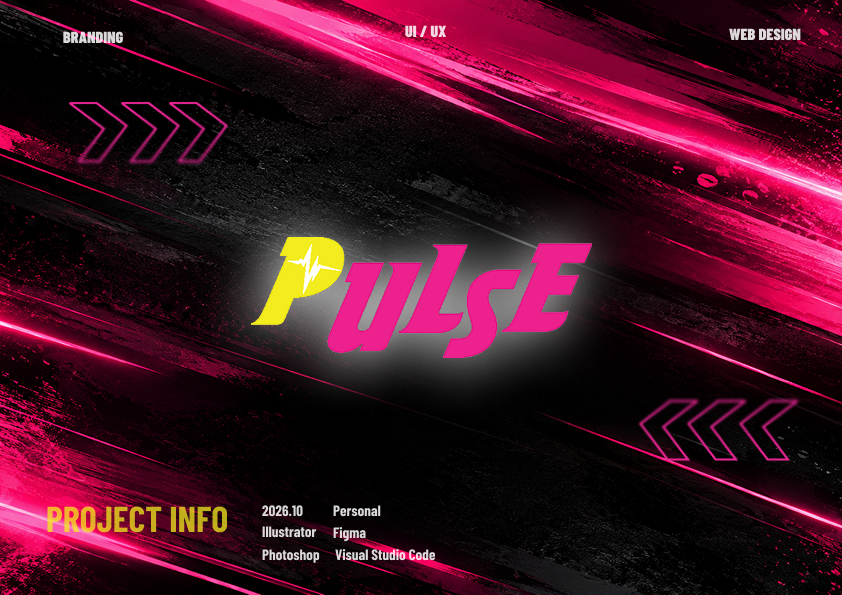 BRANDING
UI / UX
WEB DESIGN
PULSE
PROJECT INFO
2026.10 Personal
Illustrator Figma
Photoshop Visual Studio Code